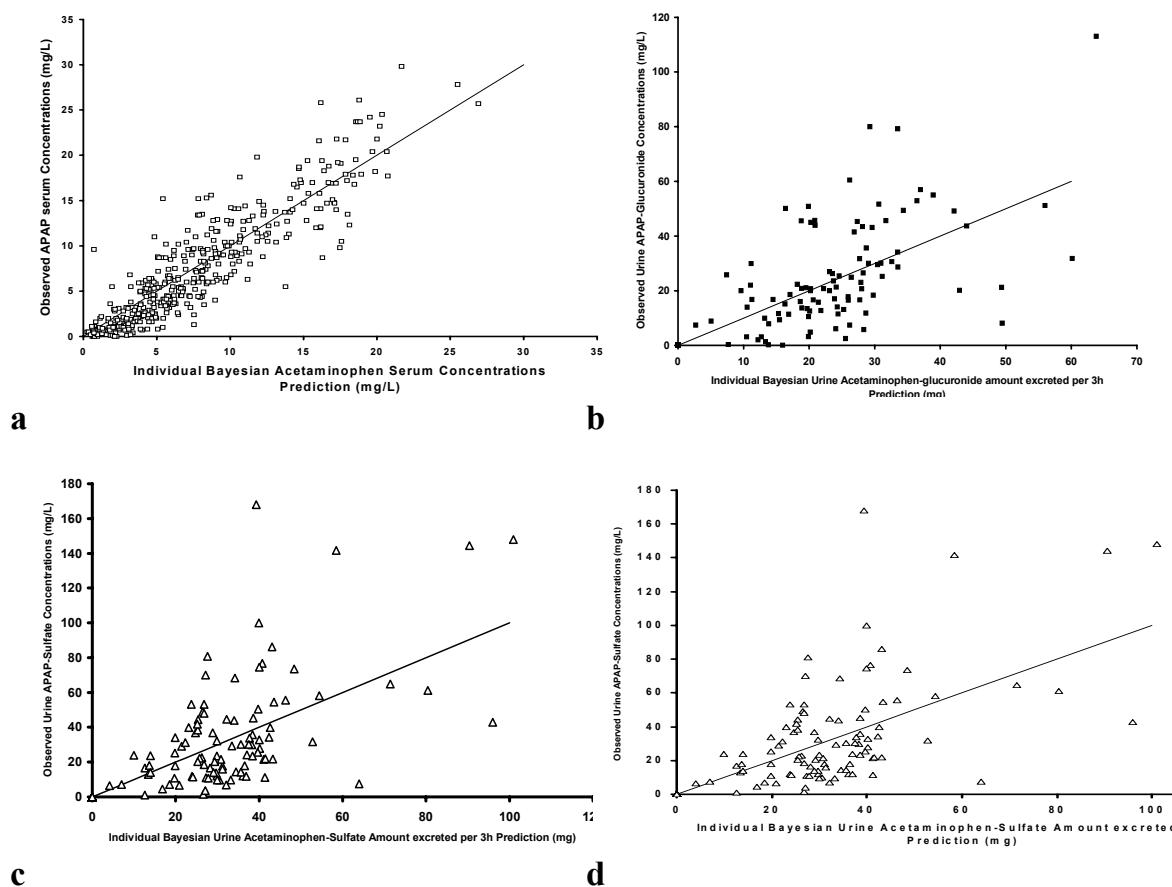 35
30
25
20
15
10
5
0
Observed APAP serum Concentrations (mg/L)
0 5 10 15 20 25 30 35
Individual Bayesian Acetaminophen Serum Concentrations
Prediction (mg/L)
a
120
100
80
60
40
20
0
Observed Urine APAP-Glucuronide Concentrations (mg/L)
0 10 20 30 40 50 60 70
Individual Bayesian Urine Acetaminophen-glucuronide amount excreted per 3h
Prediction (mg)
b
180
160
140
120
100
80
60
40
20
0
Observed Urine APAP-Sulfate Concentrations (mg/L)
0 20 40 60 80 100
Individual Bayesian Urine Acetaminophen-Sulfate Amount excreted per 3h Prediction (mg)
c
180
160
140
120
100
80
60
40
20
0
Observed Urine APAP-Sulfate Concentrations (mg/L)
0 20 40 60 80 100
Individual Bayesian Urine Acetaminophen-Sulfate Amount excreted
Prediction (mg)
d